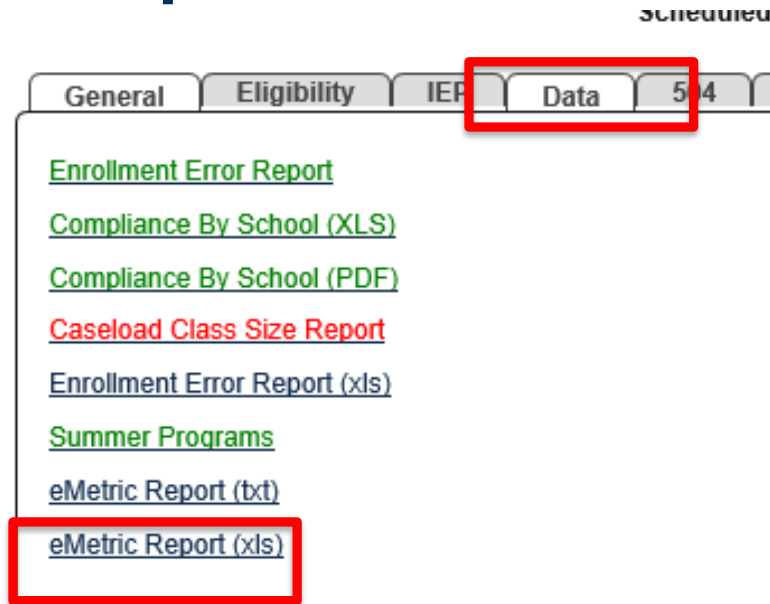 Scheduled
General Eligibility IEP Data 504
Enrollment Error Report
Compliance By School (XLS)
Compliance By School (PDF)
Caseload Class Size Report
Enrollment Error Report (xls)
Summer Programs
eMetric Report (txt)
eMetric Report (xls)